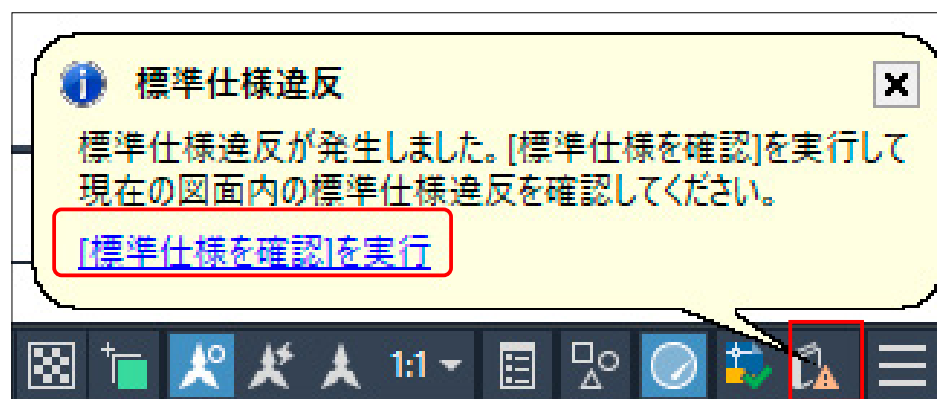 標準仕様違反
標準仕様違反が発生しました。[標準仕様を確認]を実行して
現在の図面内の標準仕様違反を確認してください。
[標準仕様を確認]を実行
1:1